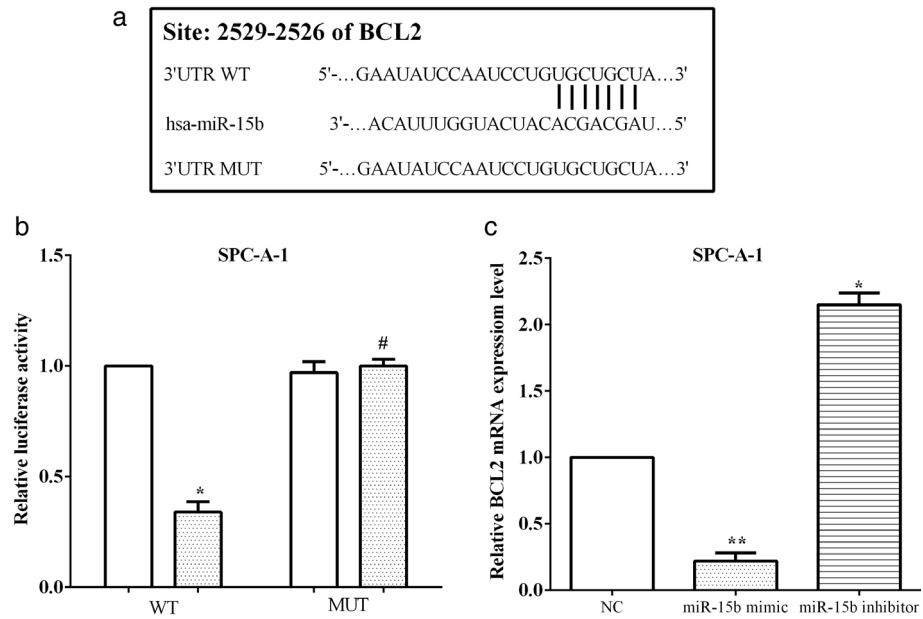 a
Site: 2529-2526 of BCL2
3'UTR WT 5'-...GAAUAUCCAAUCCUGUGCUGCUA...3'
hsa-miR-15b 3'-...ACAUUUGGUACUACACGACGAU...5'
3'UTR MUT 5'-...GAAUAUCCAAUCCUGUGCUGCUA...3'
b
SPC-A-1
Relative luciferase activity
1.5
1.0
0.5
0.0
*
#
WT
MUT
c
SPC-A-1
Relative BCL2 mRNA expressiom level
2.5
2.0
1.5
1.0
0.5
0.0
**
*
NC
miR-15b mimic
miR-15b inhibitor